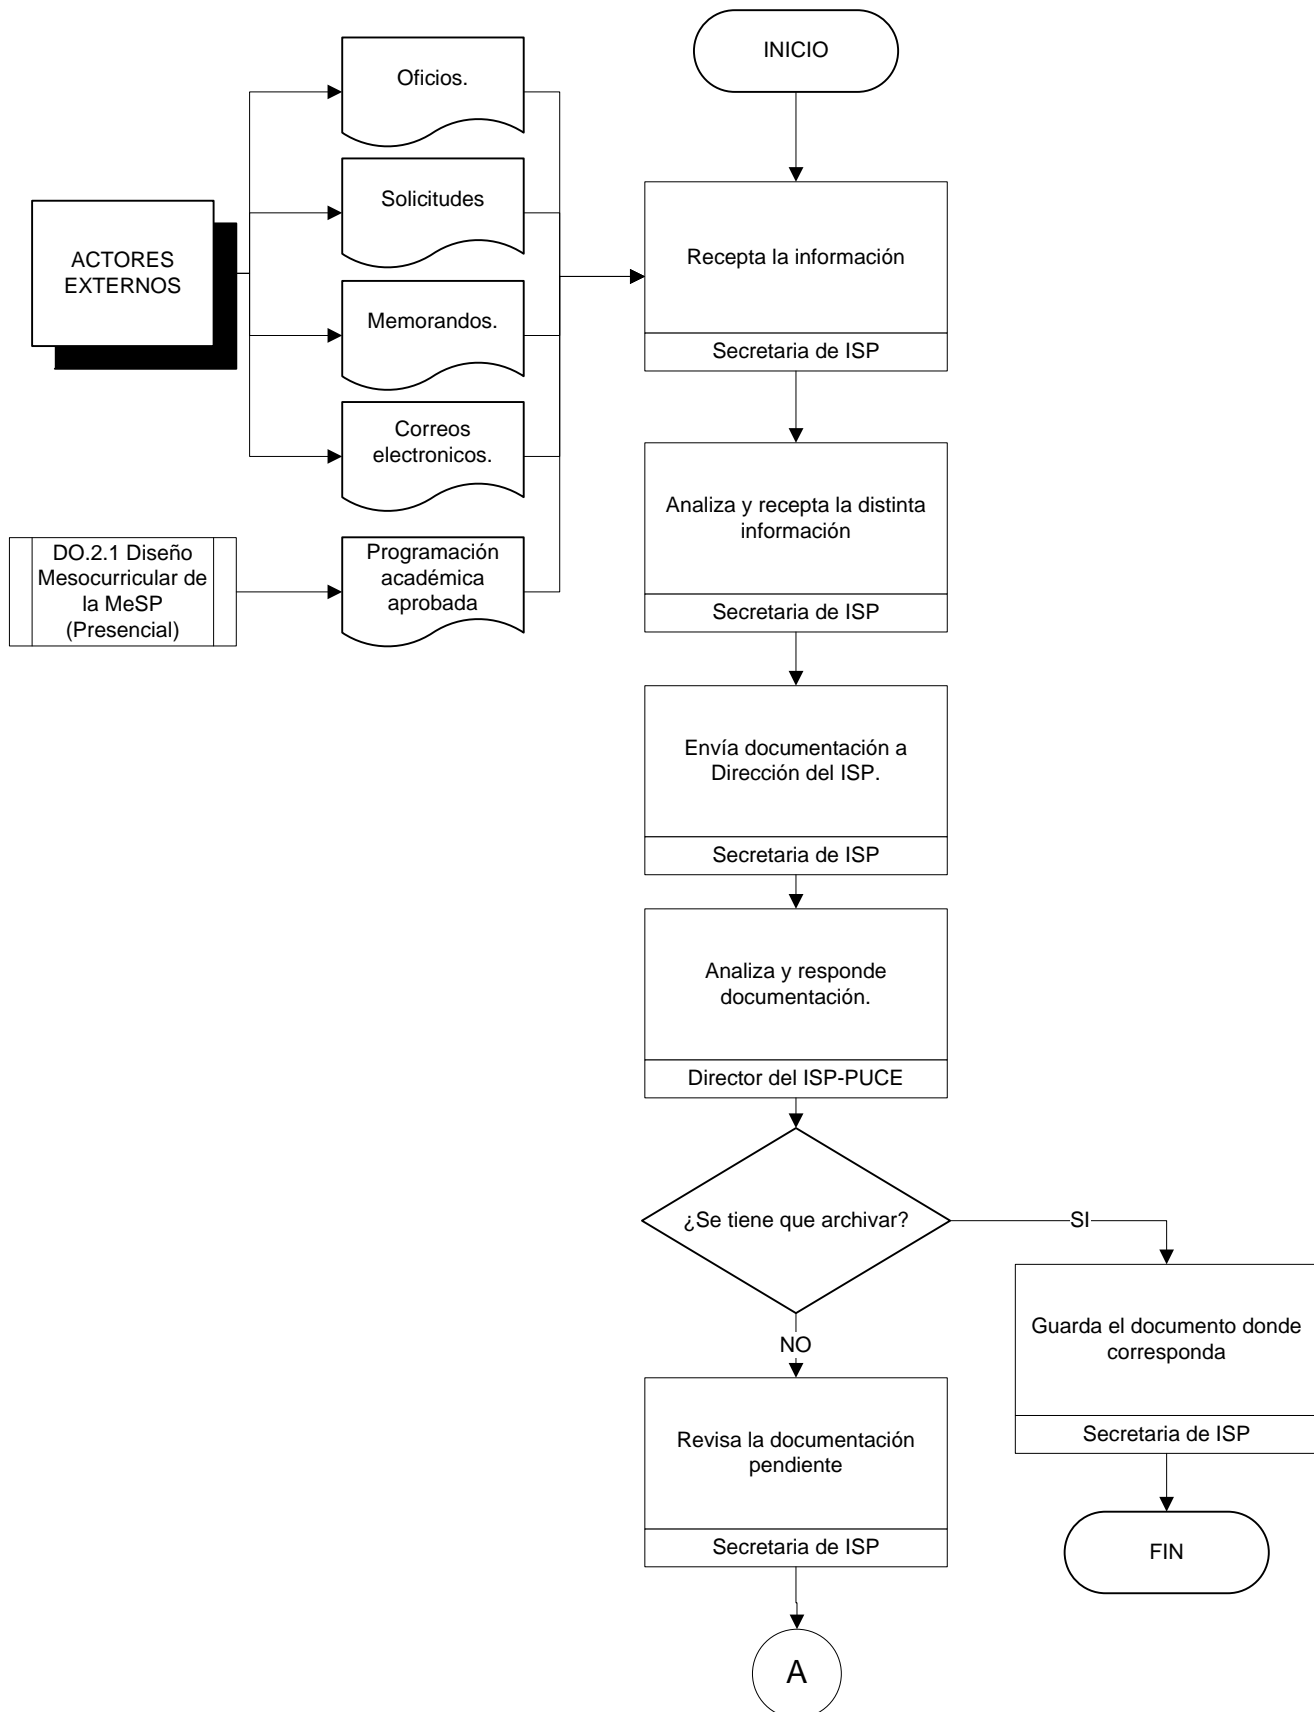 INICIO
Oficios.
Solicitudes
ACTORES
EXTERNOS
Memorandos.
Correos
electronicos.
DO.2.1 Diseño
Mesocurricular de
la MeSP
(Presencial)
Programación
académica
aprobada
Recepta la información
Secretaria de ISP
Analiza y recepta la distinta
información
Secretaria de ISP
Envía documentación a
Dirección del ISP.
Secretaria de ISP
Analiza y responde
documentación.
Director del ISP-PUCE
¿Se tiene que archivar?
SI
Guarda el documento donde
corresponda
Secretaria de ISP
FIN
NO
Revisa la documentación
pendiente
Secretaria de ISP
A